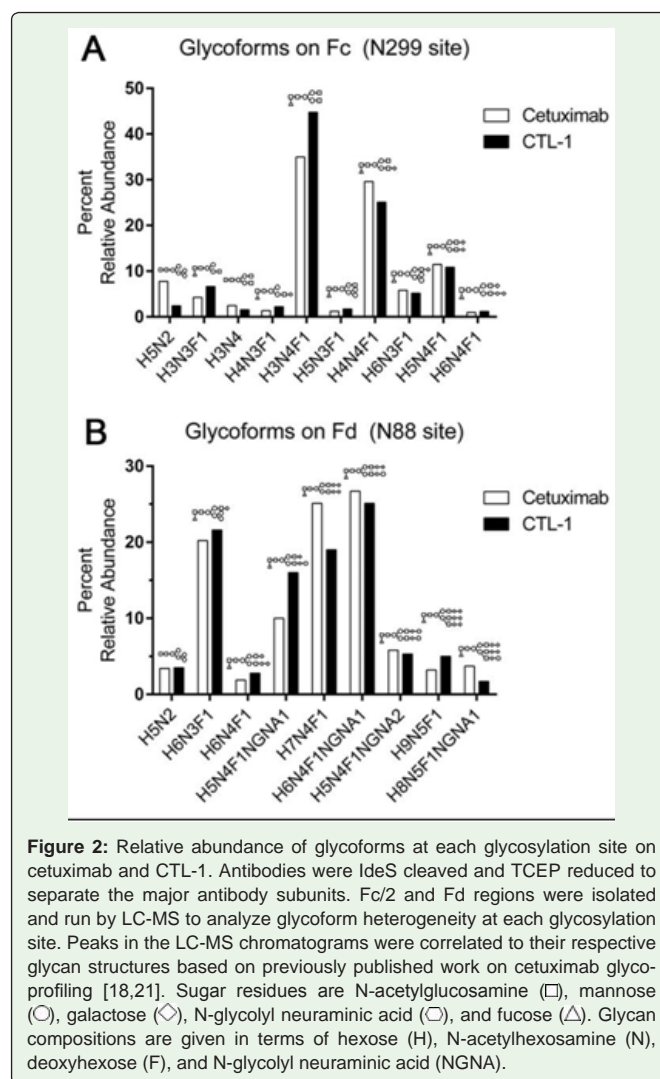 A
Glycoforms on Fc (N299 site)
Percent
Relative Abundance
50
40
30
20
10
0
Cetuximab
CTL-1
H5N2
H3N3F1
H3N4
H4N3F1
H3N4F1
H5N3F1
H4N4F1
H6N3F1
H5N4F1
H6N4F1
B
Glycoforms on Fd (N88 site)
Percent
Relative Abundance
30
20
10
0
Cetuximab
CTL-1
H5N2
H6N3F1
H6N4F1
H5N4F1NGNA1
H7N4F1
H6N4F1NGNA1
H5N4F1NGNA2
H9N5F1
H8N5F1NGNA1
Figure 2: Relative abundance of glycoforms at each glycosylation site on
cetuximab and CTL-1. Antibodies were IdeS cleaved and TCEP reduced to
separate the major antibody subunits. Fc/2 and Fd regions were isolated
and run by LC-MS to analyze glycoform heterogeneity at each glycosylation
site. Peaks in the LC-MS chromatograms were correlated to their respective
glycan structures based on previously published work on cetuximab glyco-
profiling [18,21]. Sugar residues are N-acetylglucosamine (□), mannose
(○), galactose (◇), N-glycolyl neuraminic acid (⬡), and fucose (△). Glycan
compositions are given in terms of hexose (H), N-acetylhexosamine (N),
deoxyhexose (F), and N-glycolyl neuraminic acid (NGNA).